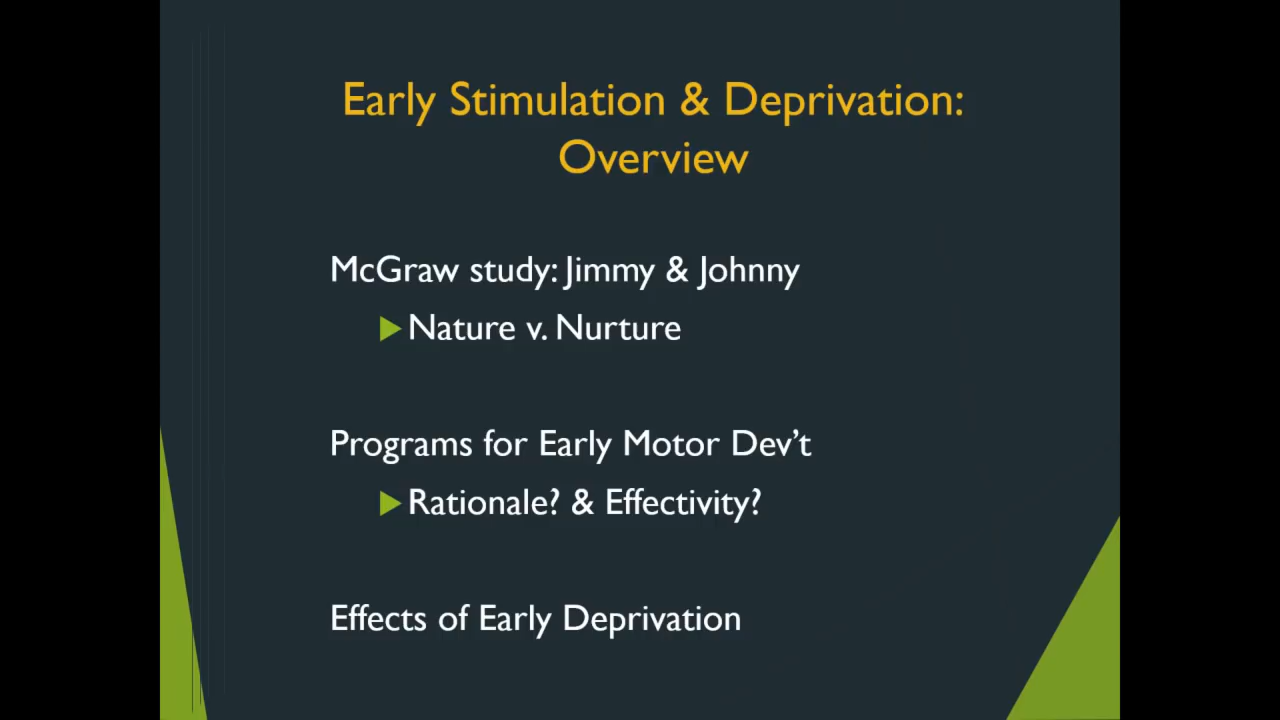 Early Stimulation & Deprivation:
Overview
McGraw study: Jimmy & Johnny
Nature v. Nurture
Programs for Early Motor Dev't
Rationale? & Effectivity?
Effects of Early Deprivation